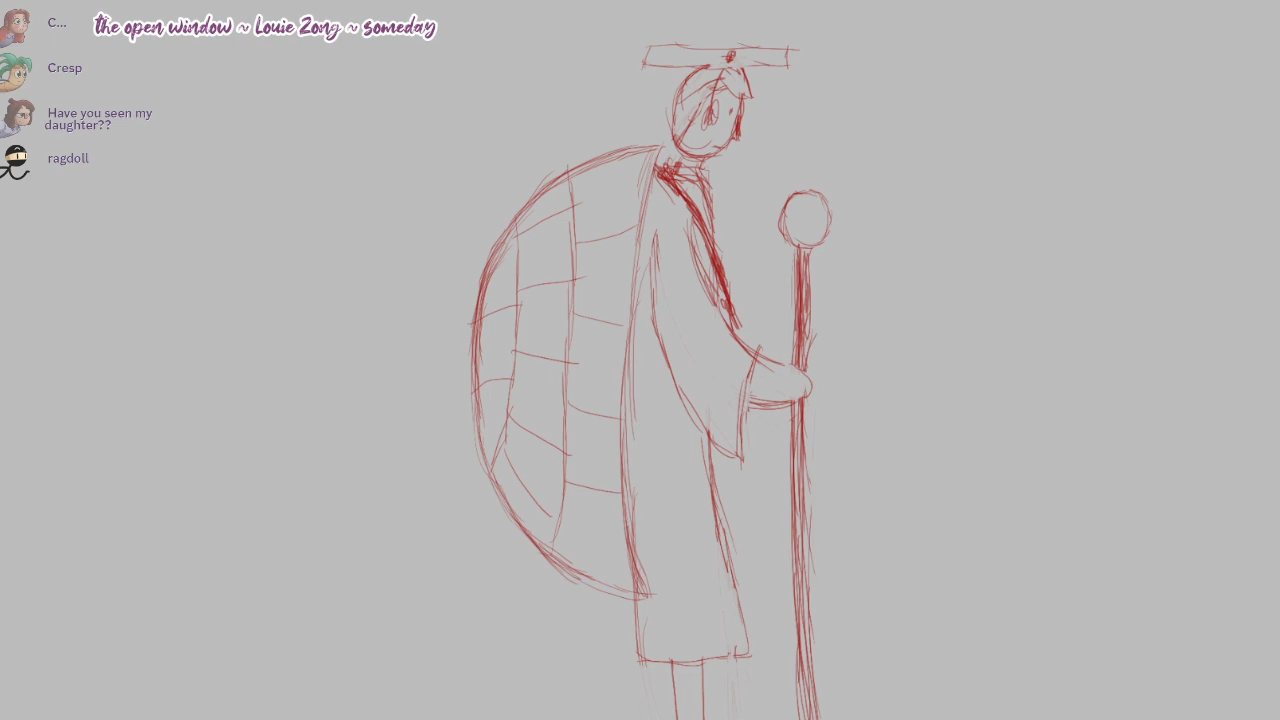 C...
the open window ~ Louie Zong ~ someday
Cresp
Have you seen my
daughter??
ragdoll